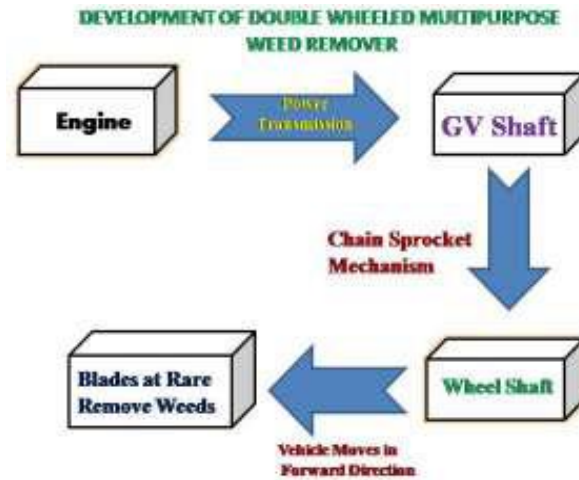 DEVELOPMENT OF DOUBLE WHEELED MULTIPURPOSE
WEED REMOVER
Engine
Power
Transmission
GV Shaft
Chain Sprocket
Mechanism
Wheel Shaft
Vehicle Moves in
Forward Direction
Blades at Rare
Remove Weeds